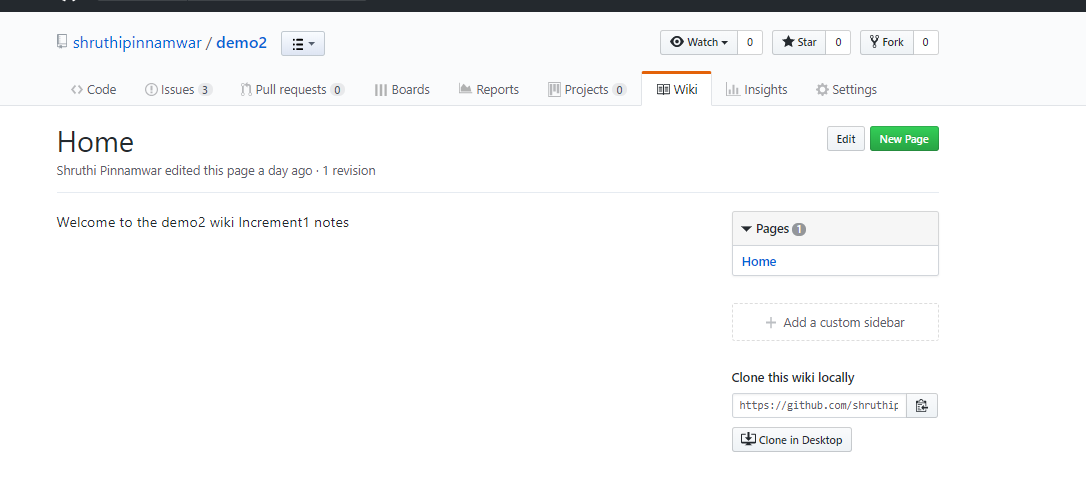 shruthipinnamwar / demo2
Watch 0 Star 0 Fork 0
Code Issues 3 Pull requests 0 Boards Reports Projects 0 Wiki Insights Settings
Home
Edit New Page
Shruthi Pinnamwar edited this page a day ago · 1 revision
Welcome to the demo2 wiki Increment1 notes
Pages 1
Home
+ Add a custom sidebar
Clone this wiki locally
https://github.com/shruthip
Clone in Desktop